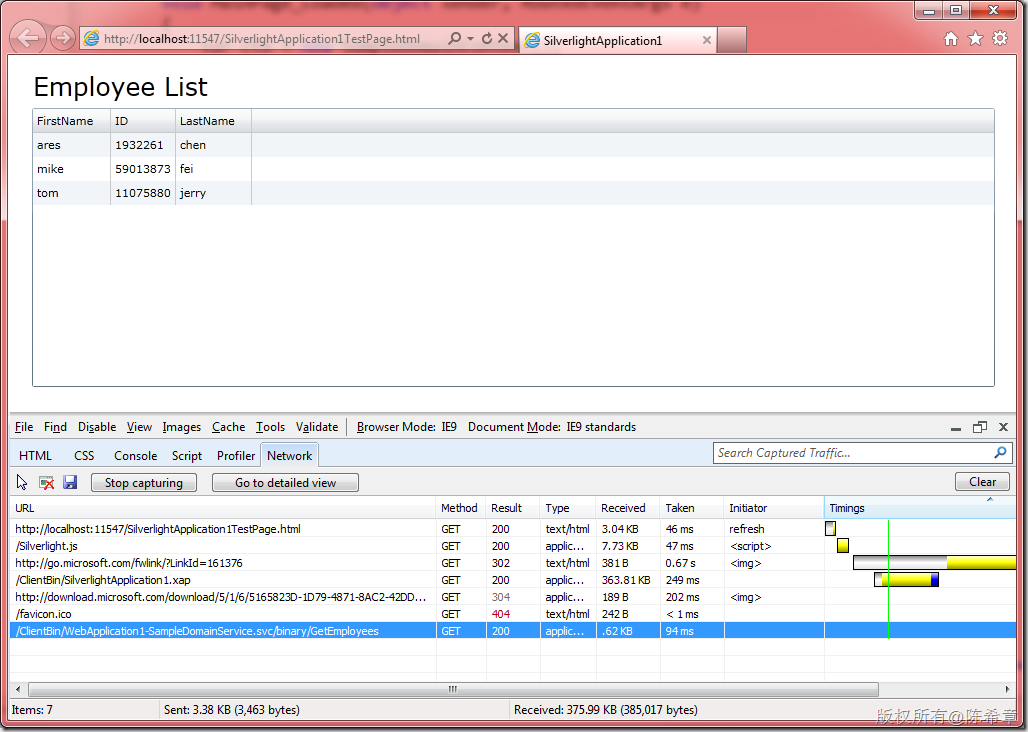 http://localhost:11547/SilverlightApplication1TestPage.html
SilverlightApplication1
Employee List
FirstName ID LastName
ares 1932261 chen
mike 59013873 fei
tom 11075880 jerry
File Find Disable View Images Cache Tools Validate Browser Mode: IE9 Document Mode: IE9 standards
HTML CSS Console Script Profiler Network Search Captured Traffic...
Stop capturing Go to detailed view Clear
URL Method Result Type Received Taken Initiator Timings
http://localhost:11547/SilverlightApplication1TestPage.html GET 200 text/html 3.04 KB 46 ms refresh
/Silverlight.js GET 200 applic... 7.73 KB 47 ms <script>
http://go.microsoft.com/fwlink/?LinkId=161376 GET 302 text/html 381 B 0.67 s <img>
/ClientBin/SilverlightApplication1.xap GET 200 applic... 363.81 KB 249 ms
http://download.microsoft.com/download/5/1/6/5165823D-1D79-4871-8AC2-42DD... GET 304 applic... 189 B 202 ms <img>
/favicon.ico GET 404 text/html 242 B < 1 ms
/ClientBin/WebApplication1-SampleDomainService.svc/binary/GetEmployees GET 200 applic... .62 KB 94 ms
Items: 7 Sent: 3.38 KB (3,463 bytes) Received: 375.99 KB (385,017 bytes)
版权所有@陈希章